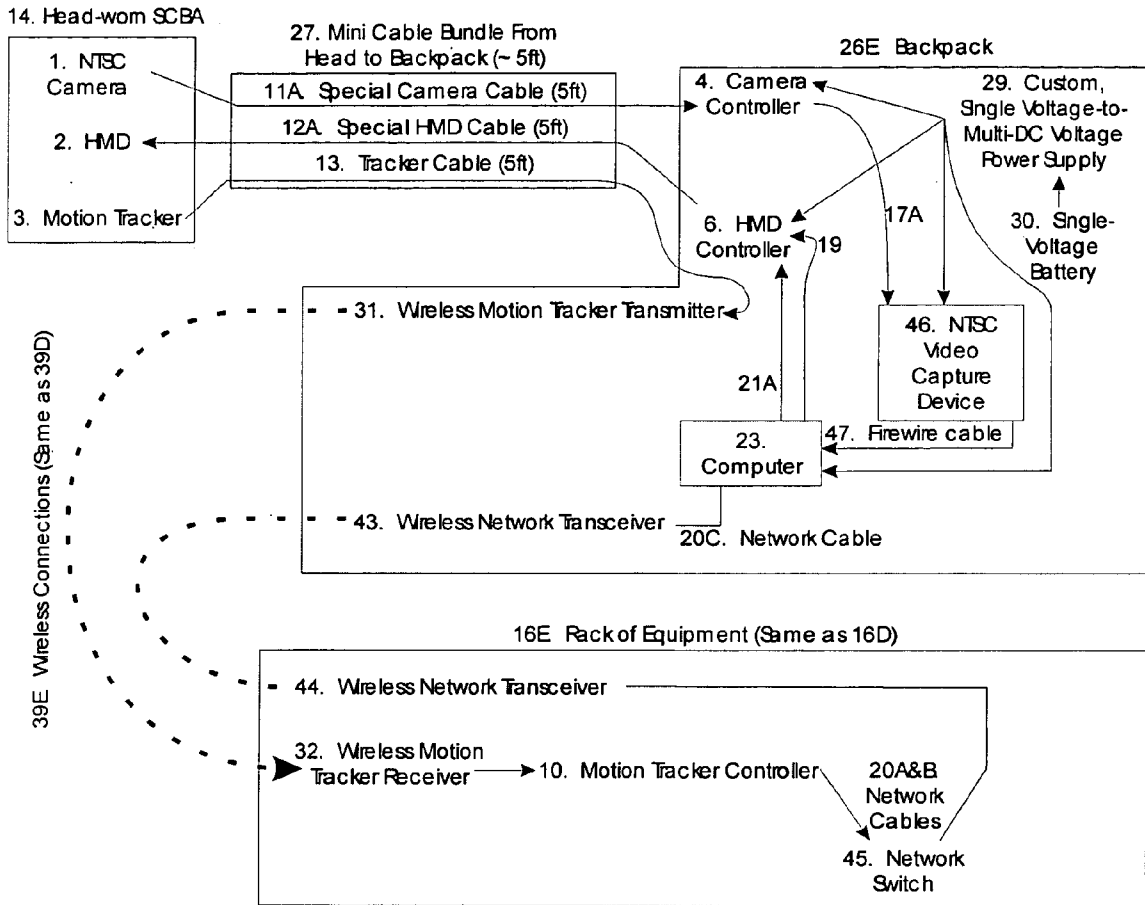 14. Head-worn SCBA
1. NTSC
Camera
2. HMD
3. Motion Tracker
27. Mini Cable Bundle From
Head to Backpack (~ 5ft)
11A. Special Camera Cable (5ft)
12A. Special HMD Cable (5ft)
13. Tracker Cable (5ft)
26E Backpack
4. Camera
Controller
29. Custom,
Single Voltage-to-
Multi-DC Voltage
Power Supply
17A
30. Single-
Voltage
Battery
6. HMD
Controller
19
31. Wireless Motion Tracker Transmitter
46. NTSC
Video
Capture
Device
21A
47. Firewire cable
23.
Computer
43. Wireless Network Transceiver
20C. Network Cable
39E Wireless Connections (Same as 39D)
16E Rack of Equipment (Same as 16D)
44. Wireless Network Transceiver
32. Wireless Motion
Tracker Receiver
10. Motion Tracker Controller
20A&B.
Network
Cables
45. Network
Switch